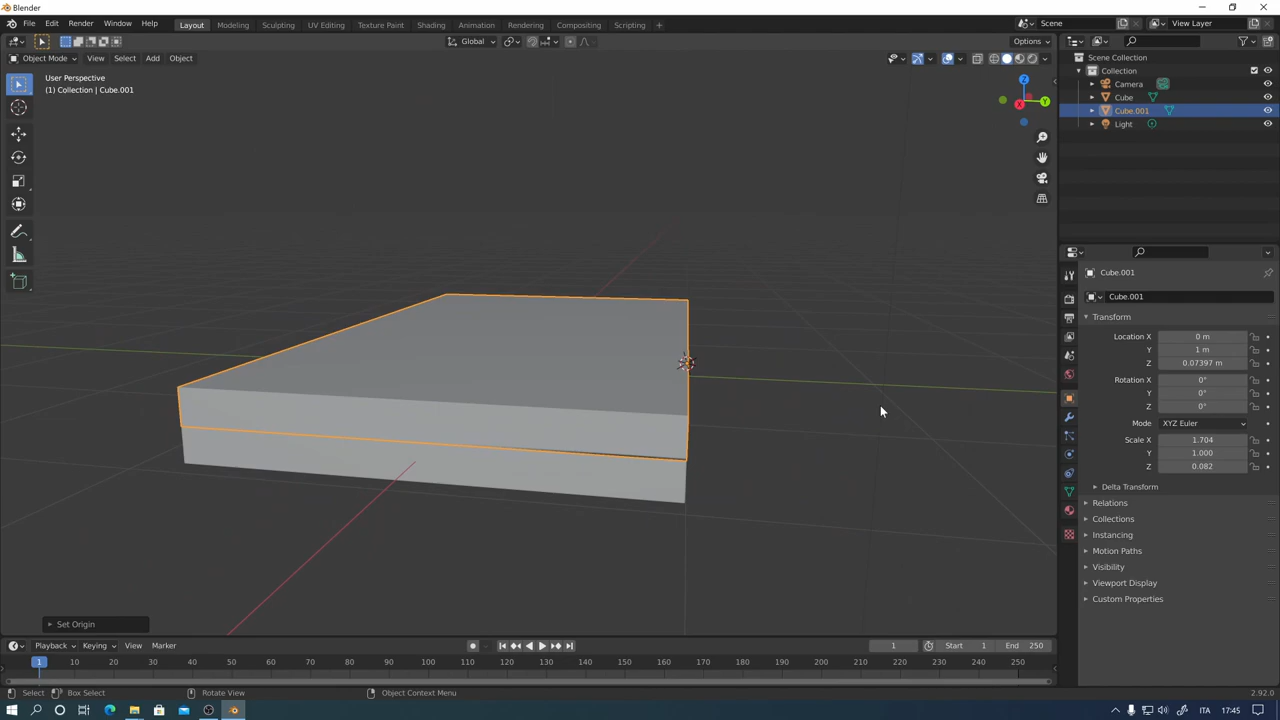 Blender
File Edit Render Window Help
Layout Modeling Sculpting UV Editing Texture Paint Shading Animation Rendering Compositing Scripting +
Scene
View Layer
Global
Options
Object Mode View Select Add Object
User Perspective
(1) Collection | Cube.001
Z
Y
X
Scene Collection
Collection
Camera
Cube
Cube.001
Light
Cube.001
Cube.001
Transform
Location X 0 m
Y 1 m
Z 0.07397 m
Rotation X 0°
Y 0°
Z 0°
Mode XYZ Euler
Scale X 1.704
Y 1.000
Z 0.082
Delta Transform
Relations
Collections
Instancing
Motion Paths
Visibility
Viewport Display
Custom Properties
Set Origin
Playback Keying View Marker
1
Start 1
End 250
1 10 20 30 40 50 60 70 80 90 100 110 120 130 140 150 160 170 180 190 200 210 220 230 240 250
Select Box Select Rotate View Object Context Menu
2.92.0
ITA 17:45